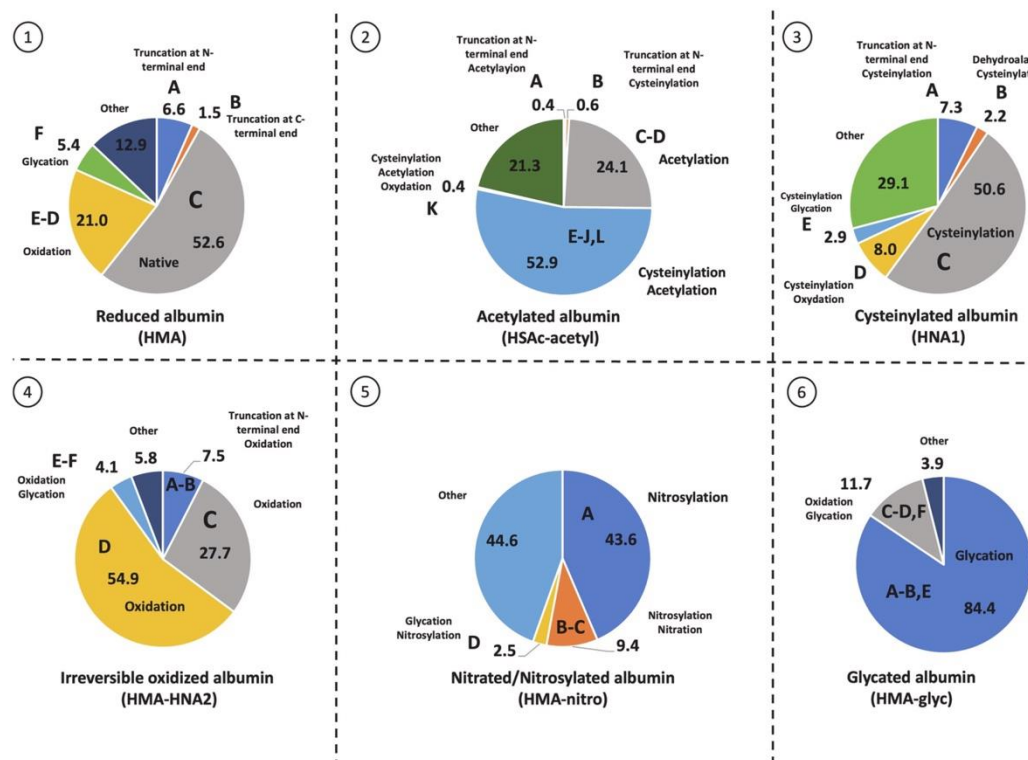 1
Truncation at N-
terminal end
A
6.6
B
1.5
Truncation at C-
terminal end
Other
12.9
F
5.4
Glycation
E-D
21.0
Oxidation
C
52.6
Native
Reduced albumin
(HMA)
2
Truncation at N-
terminal end
Acetylayion
A
0.4
Truncation at N-
terminal end
Cysteinylation
B
0.6
Other
21.3
C-D
Acetylation
24.1
Cysteinylation
Acetylation
Oxydation
0.4
K
E-J,L
52.9
Cysteinylation
Acetylation
Acetylated albumin
(HSAc-acetyl)
3
Truncation at N-
terminal end
Cysteinylation
A
7.3
Dehydroala
Cysteinylat
B
2.2
Other
29.1
50.6
Cysteinylation
C
Cysteinylation
Glycation
E
2.9
8.0
D
Cysteinylation
Oxydation
Cysteinylated albumin
(HNA1)
4
Truncation at N-
terminal end
Oxidation
7.5
A-B
Other
5.8
E-F
4.1
Oxidation
Glycation
C
27.7
Oxidation
D
54.9
Oxidation
Irreversible oxidized albumin
(HMA-HNA2)
5
Other
44.6
A
Nitrosylation
43.6
Glycation
Nitrosylation
D
2.5
B-C
9.4
Nitrosylation
Nitration
Nitrated/Nitrosylated albumin
(HMA-nitro)
6
Other
3.9
11.7
Oxidation
Glycation
C-D,F
Glycation
A-B,E
84.4
Glycated albumin
(HMA-glyc)